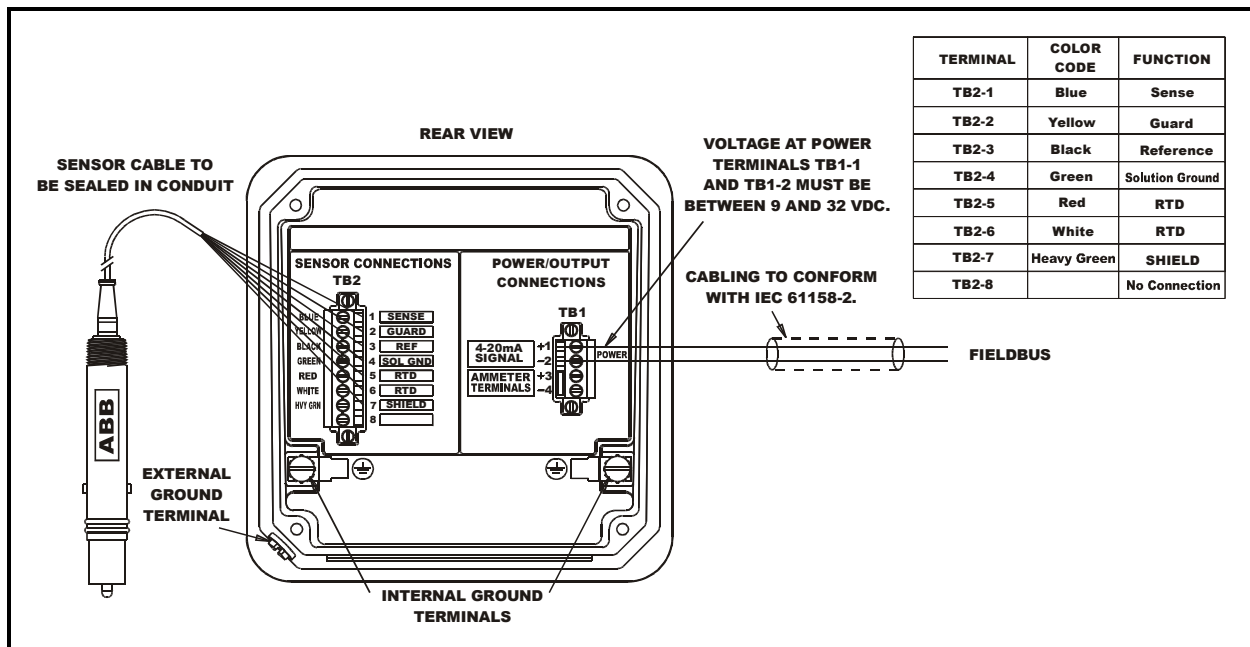 TERMINAL COLOR CODE FUNCTION
TB2-1 Blue Sense
TB2-2 Yellow Guard
TB2-3 Black Reference
TB2-4 Green Solution Ground
TB2-5 Red RTD
TB2-6 White RTD
TB2-7 Heavy Green SHIELD
TB2-8 No Connection
REAR VIEW
SENSOR CABLE TO
BE SEALED IN CONDUIT
VOLTAGE AT POWER
TERMINALS TB1-1
AND TB1-2 MUST BE
BETWEEN 9 AND 32 VDC.
CABLING TO CONFORM
WITH IEC 61158-2.
FIELDBUS
SENSOR CONNECTIONS
TB2
BLUE 1 SENSE
YELLOW 2 GUARD
BLACK 3 REF
GREEN 4 SOL GND
RED 5 RTD
WHITE 6 RTD
HVY GRN 7 SHIELD
8
POWER/OUTPUT
CONNECTIONS
TB1
4-20mA
SIGNAL
+1
−2
POWER
AMMETER
TERMINALS
+3
−4
ABB
EXTERNAL
GROUND
TERMINAL
INTERNAL GROUND
TERMINALS